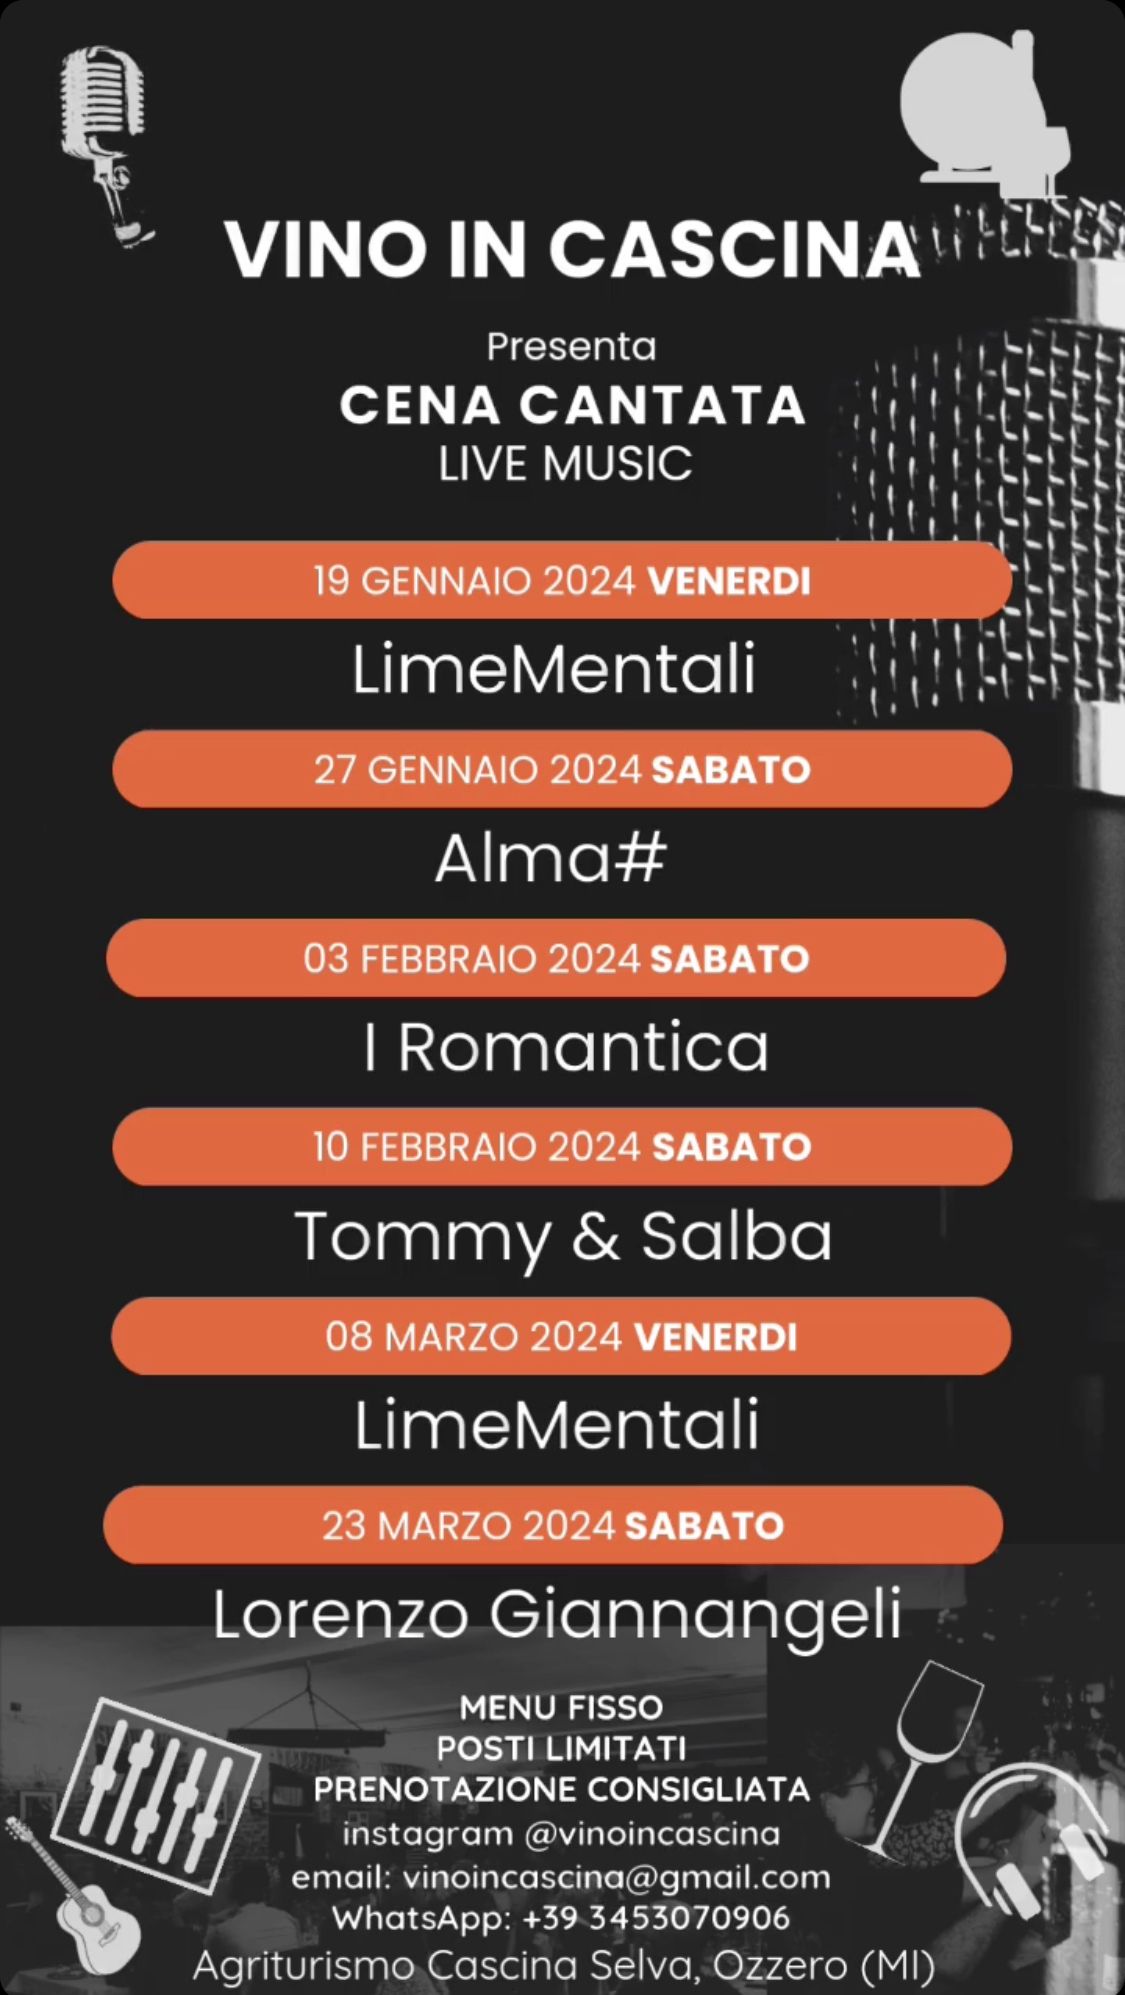 VINO IN CASCINA
Presenta
CENA CANTATA
LIVE MUSIC
19 GENNAIO 2024 VENERDI
LimeMentali
27 GENNAIO 2024 SABATO
Alma#
03 FEBBRAIO 2024 SABATO
I Romantica
10 FEBBRAIO 2024 SABATO
Tommy & Salba
08 MARZO 2024 VENERDI
LimeMentali
23 MARZO 2024 SABATO
Lorenzo Giannangeli
MENU FISSO
POSTI LIMITATI
PRENOTAZIONE CONSIGLIATA
instagram @vinoincascina
email: vinoincascina@gmail.com
WhatsApp: +39 3453070906
Agriturismo Cascina Selva, Ozzero (MI)